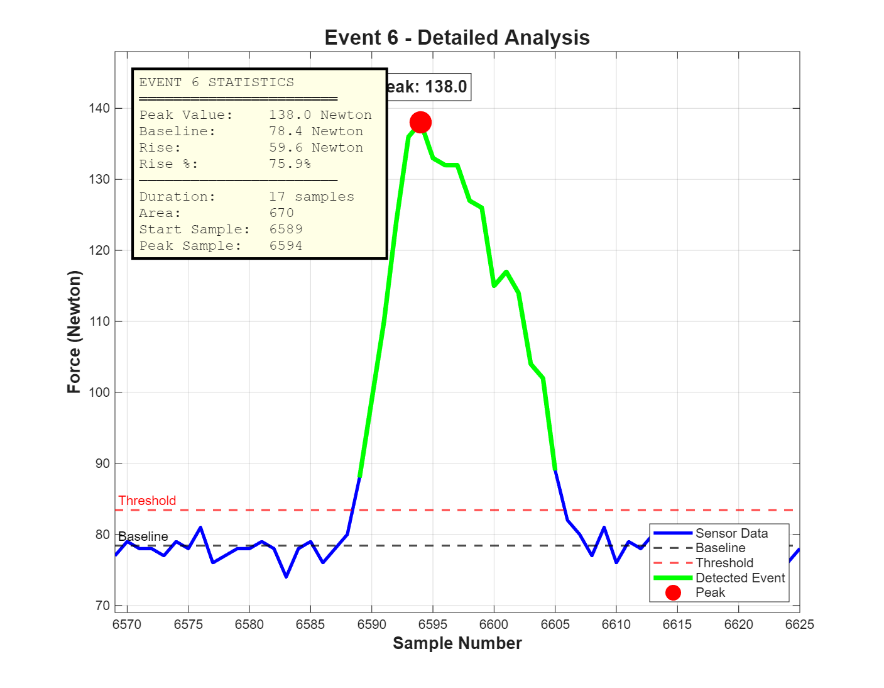 Event 6 - Detailed Analysis
EVENT 6 STATISTICS
Peak Value: 138.0 Newton
Baseline: 78.4 Newton
Rise: 59.6 Newton
Rise %: 75.9%
Duration: 17 samples
Area: 670
Start Sample: 6589
Peak Sample: 6594
eak: 138.0
Force (Newton)
140
130
120
110
100
90
80
70
Threshold
Baseline
Sensor Data
Baseline
Threshold
Detected Event
Peak
6570 6575 6580 6585 6590 6595 6600 6605 6610 6615 6620 6625
Sample Number